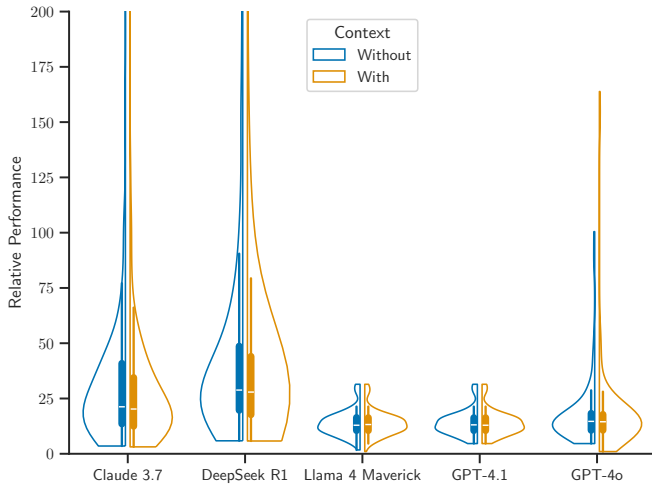 200
175
150
125
100
75
50
25
0
Relative Performance
Context
Without
With
Claude 3.7
DeepSeek R1
Llama 4 Maverick
GPT-4.1
GPT-4o